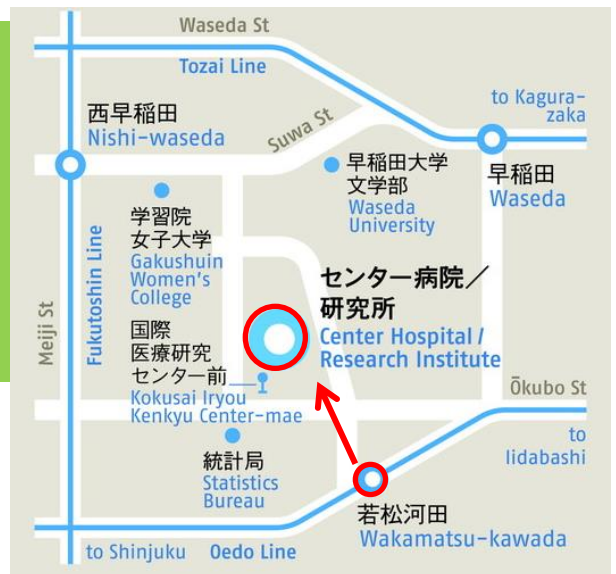 Waseda St
Tozai Line
to Kagura-
zaka
西早稲田
Nishi-waseda
Suwa St
早稲田大学
文学部
Waseda
University
早稲田
Waseda
学習院
女子大学
Gakushuin
Women's
College
Meiji St
Fukutoshin Line
センター病院／
研究所
Center Hospital /
Research Institute
国際
医療研究
センター前
Kokusai Iryou
Kenkyu Center-mae
Ōkubo St
to
Iidabashi
統計局
Statistics
Bureau
若松河田
Wakamatsu-kawada
to Shinjuku
Oedo Line